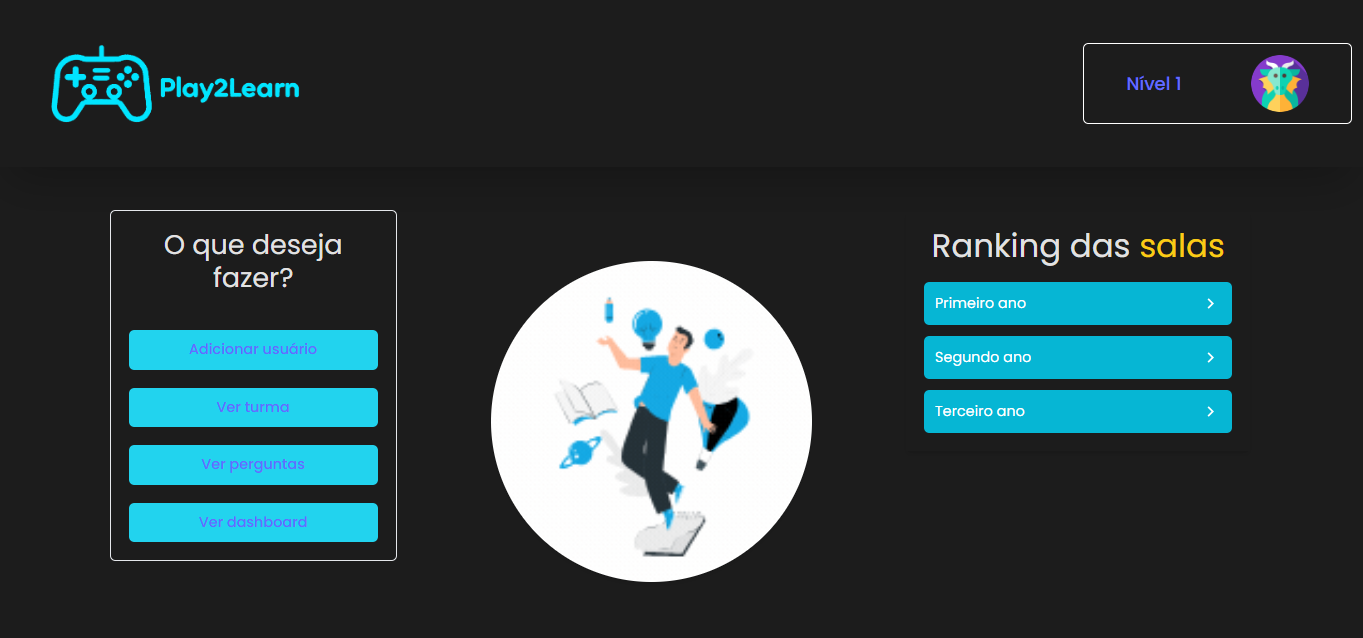 Play2Learn
Nível 1
O que deseja
fazer?
Adicionar usuário
Ver turma
Ver perguntas
Ver dashboard
Ranking das salas
Primeiro ano
Segundo ano
Terceiro ano